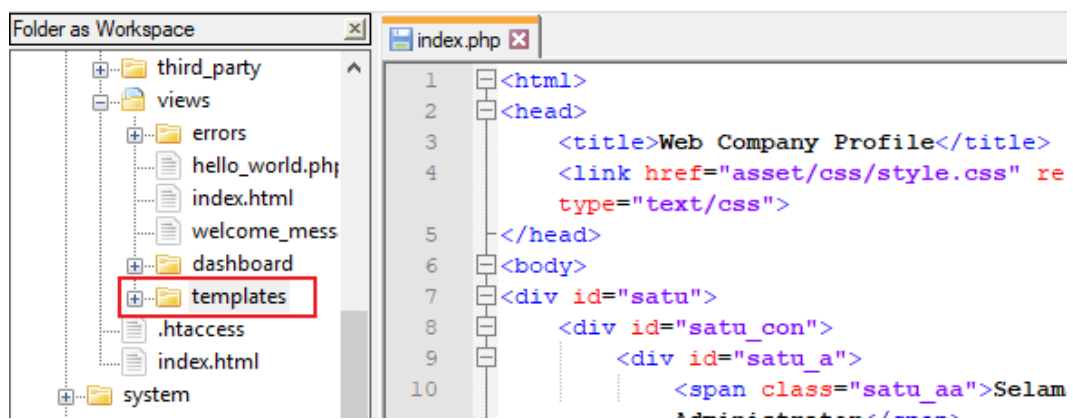 Folder as Workspace
third_party
views
errors
hello_world.php
index.html
welcome_mess
dashboard
templates
.htaccess
index.html
system
index.php
1 <html>
2 <head>
3 <title>Web Company Profile</title>
4 <link href="asset/css/style.css" re
type="text/css">
5 </head>
6 <body>
7 <div id="satu">
8 <div id="satu_con">
9 <div id="satu_a">
10 <span class="satu_aa">Selam
Administrator</span>